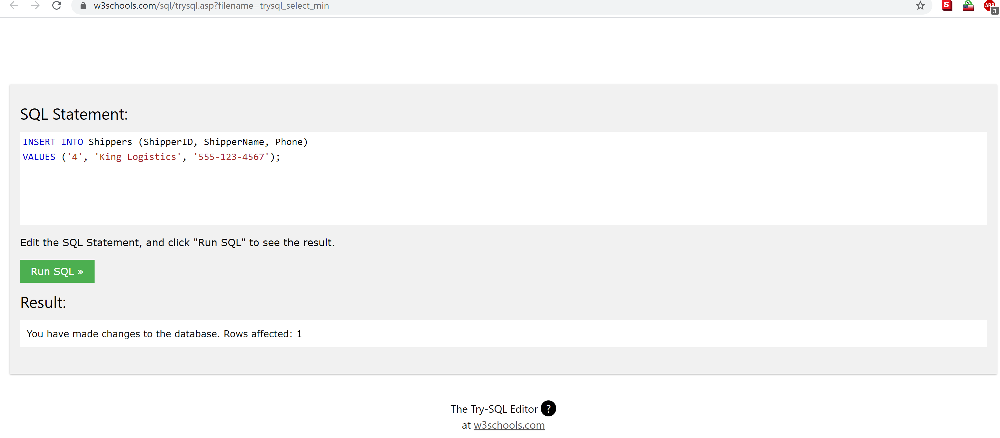 w3schools.com/sql/trysql.asp?filename=trysql_select_min
S
ABP
3
SQL Statement:
INSERT INTO Shippers (ShipperID, ShipperName, Phone)
VALUES ('4', 'King Logistics', '555-123-4567');
Edit the SQL Statement, and click "Run SQL" to see the result.
Run SQL »
Result:
You have made changes to the database. Rows affected: 1
The Try-SQL Editor ?
at w3schools.com